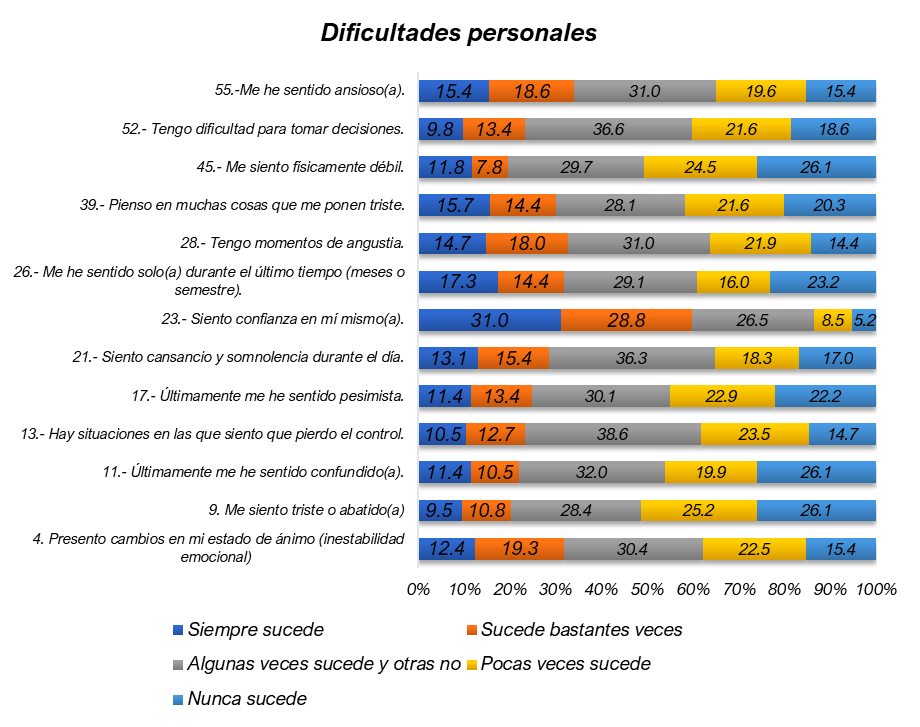 Dificultades personales
55.-Me he sentido ansioso(a).
15.4 18.6 31.0 19.6 15.4
52.- Tengo dificultad para tomar decisiones.
9.8 13.4 36.6 21.6 18.6
45.- Me siento físicamente débil.
11.8 7.8 29.7 24.5 26.1
39.- Pienso en muchas cosas que me ponen triste.
15.7 14.4 28.1 21.6 20.3
28.- Tengo momentos de angustia.
14.7 18.0 31.0 21.9 14.4
26.- Me he sentido solo(a) durante el último tiempo (meses o
semestre).
17.3 14.4 29.1 16.0 23.2
23.- Siento confianza en mí mismo(a).
31.0 28.8 26.5 8.5 5.2
21.- Siento cansancio y somnolencia durante el día.
13.1 15.4 36.3 18.3 17.0
17.- Últimamente me he sentido pesimista.
11.4 13.4 30.1 22.9 22.2
13.- Hay situaciones en las que siento que pierdo el control.
10.5 12.7 38.6 23.5 14.7
11.- Últimamente me he sentido confundido(a).
11.4 10.5 32.0 19.9 26.1
9. Me siento triste o abatido(a)
9.5 10.8 28.4 25.2 26.1
4. Presento cambios en mi estado de ánimo (inestabilidad
emocional)
12.4 19.3 30.4 22.5 15.4
0% 10% 20% 30% 40% 50% 60% 70% 80% 90% 100%
Siempre sucede Sucede bastantes veces
Algunas veces sucede y otras no Pocas veces sucede
Nunca sucede